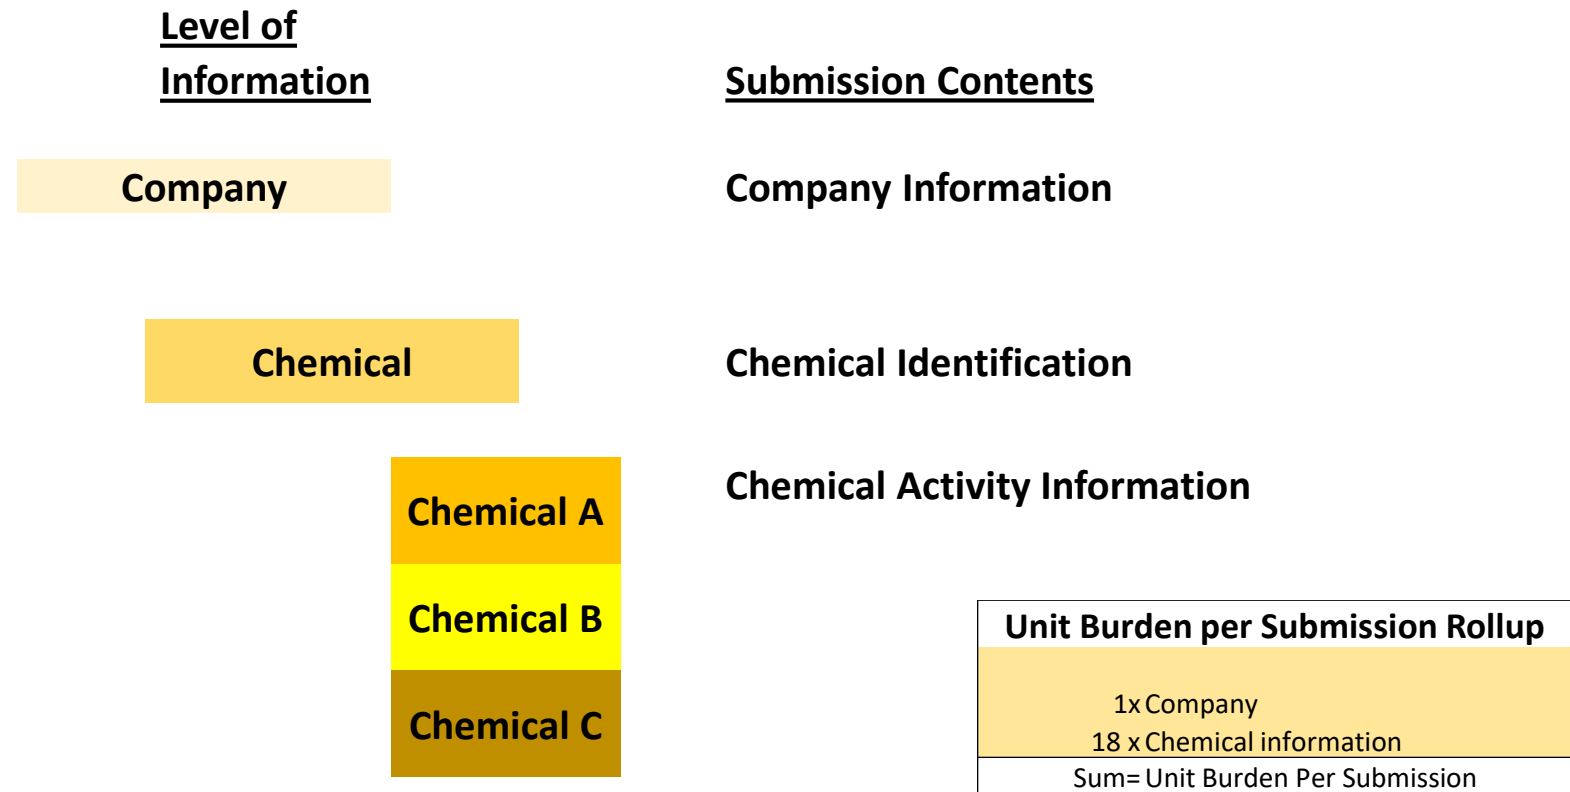 Level of
Information
Submission Contents
Company
Company Information
Chemical
Chemical Identification
Chemical A
Chemical Activity Information
Chemical B
Chemical C
Unit Burden per Submission Rollup
1x Company
18 x Chemical information
Sum= Unit Burden Per Submission